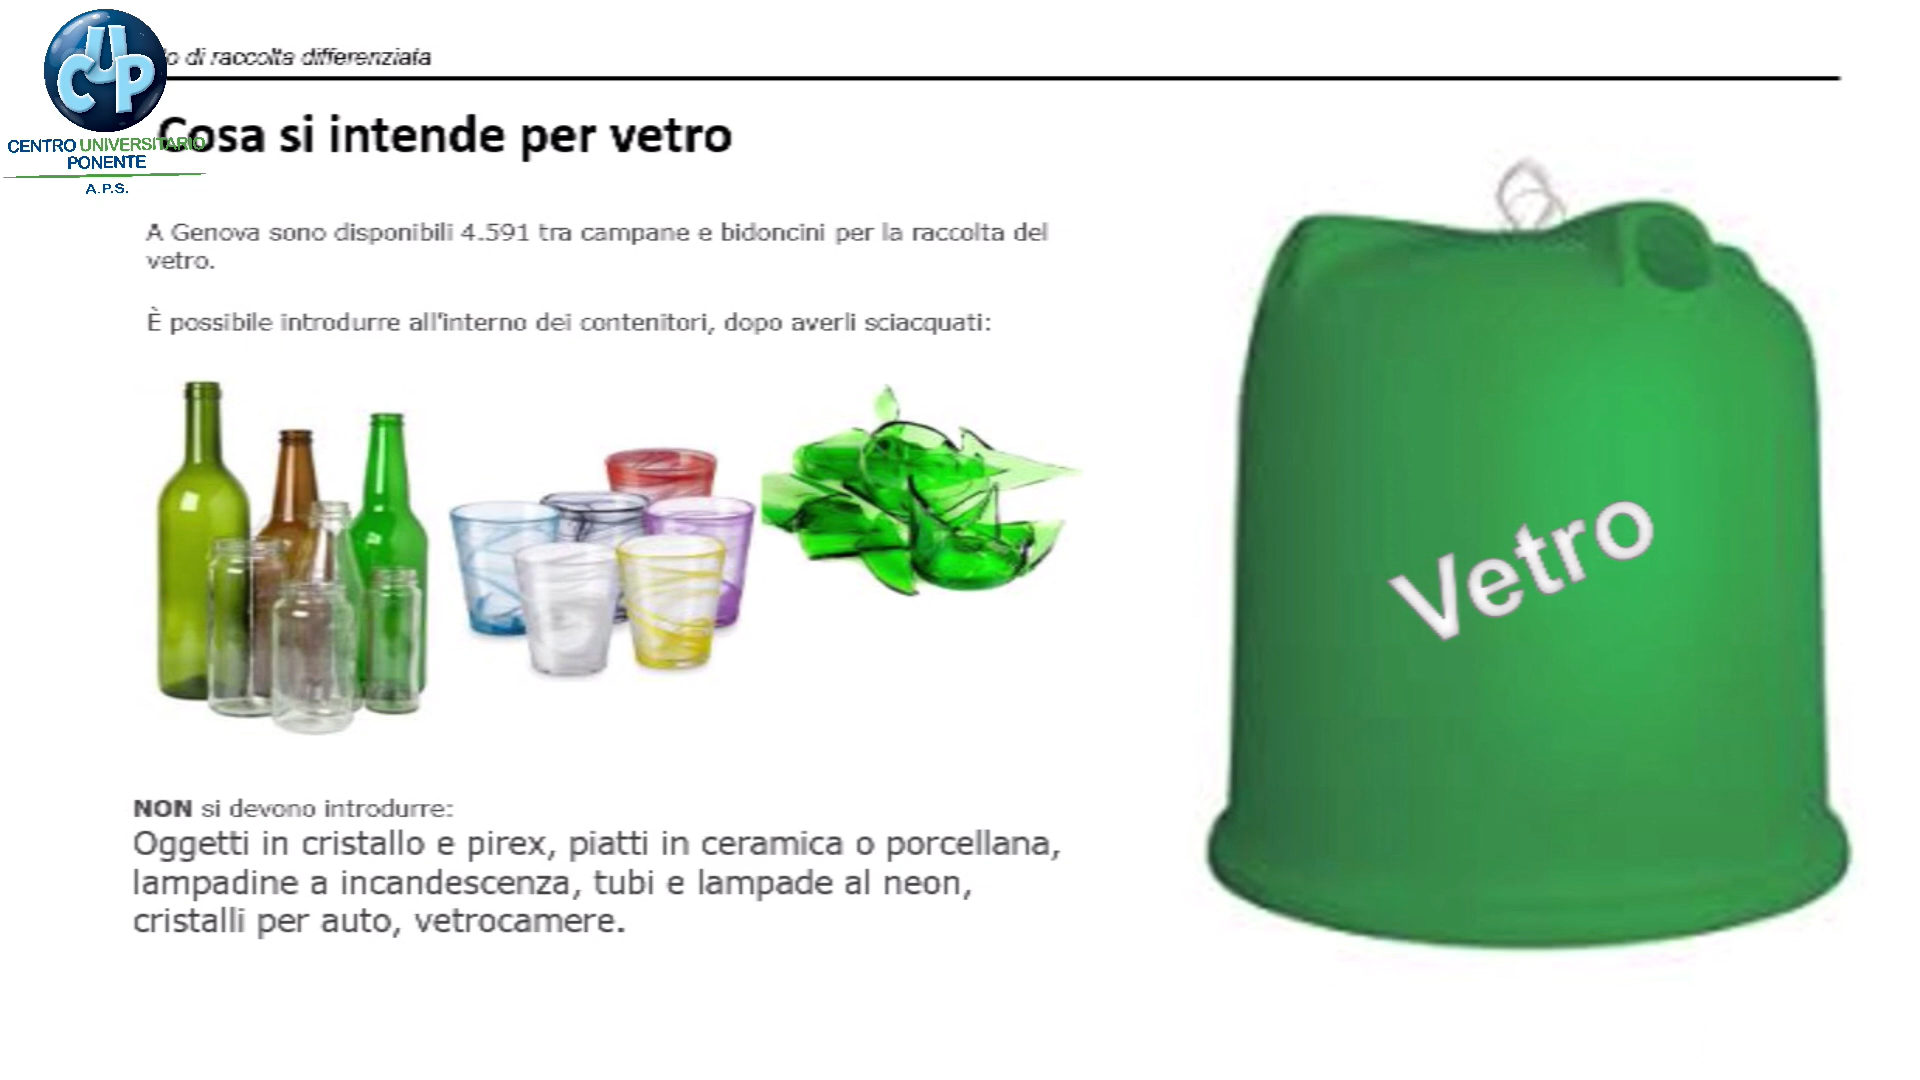 di raccolta differenziata
CUP
CENTRO UNIVERSITARIO
PONENTE
A.P.S.
Cosa si intende per vetro
A Genova sono disponibili 4.591 tra campane e bidoncini per la raccolta del
vetro.
È possibile introdurre all'interno dei contenitori, dopo averli sciacquati:
Vetro
NON si devono introdurre:
Oggetti in cristallo e pirex, piatti in ceramica o porcellana,
lampadine a incandescenza, tubi e lampade al neon,
cristalli per auto, vetrocamere.